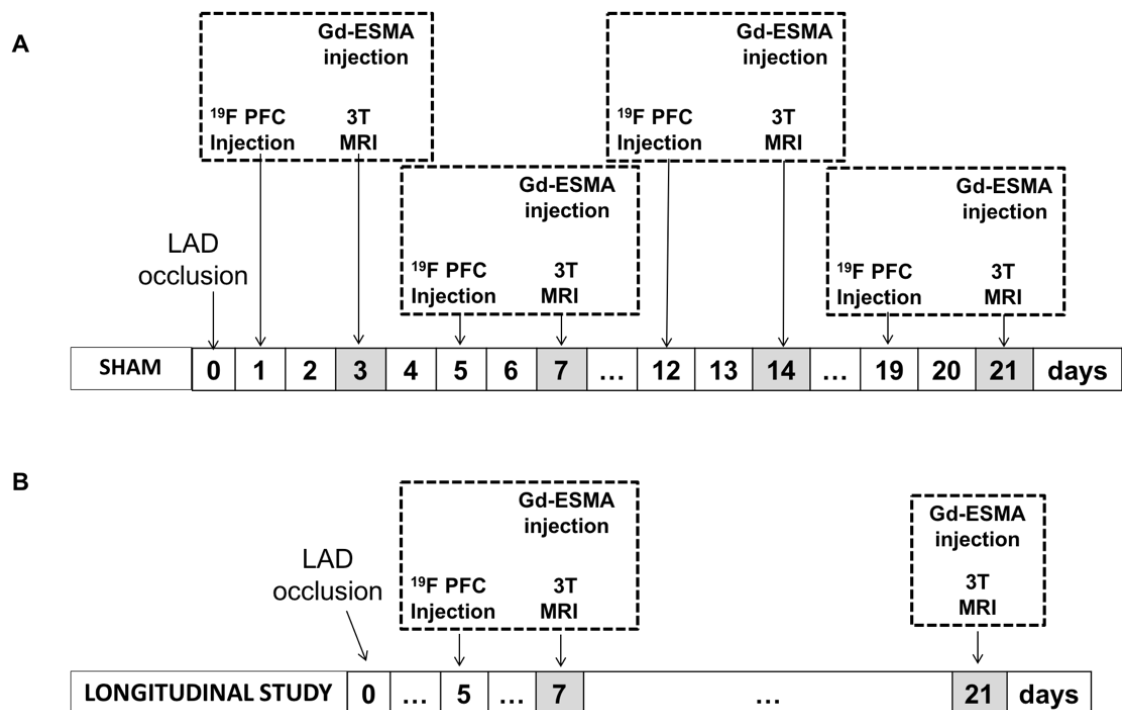 A
Gd-ESMA
injection
¹⁹F PFC
Injection
3T
MRI
Gd-ESMA
injection
¹⁹F PFC
Injection
3T
MRI
Gd-ESMA
injection
¹⁹F PFC
Injection
3T
MRI
Gd-ESMA
injection
¹⁹F PFC
Injection
3T
MRI
LAD
occlusion
SHAM 0 1 2 3 4 5 6 7 ... 12 13 14 ... 19 20 21 days
B
LAD
occlusion
Gd-ESMA
injection
¹⁹F PFC
Injection
3T
MRI
Gd-ESMA
injection
3T
MRI
LONGITUDINAL STUDY 0 ... 5 ... 7 ... 21 days